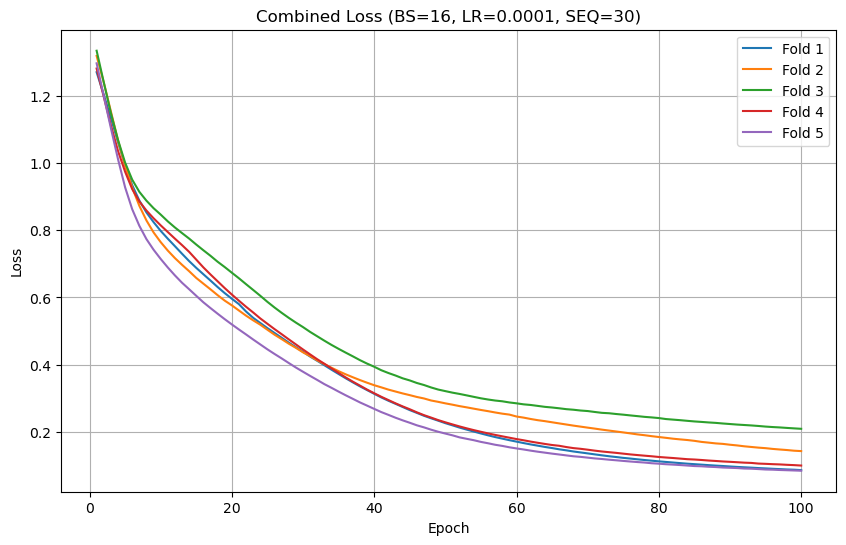 Combined Loss (BS=16, LR=0.0001, SEQ=30)
Fold 1
Fold 2
Fold 3
Fold 4
Fold 5
Loss
1.2
1.0
0.8
0.6
0.4
0.2
0 20 40 60 80 100
Epoch